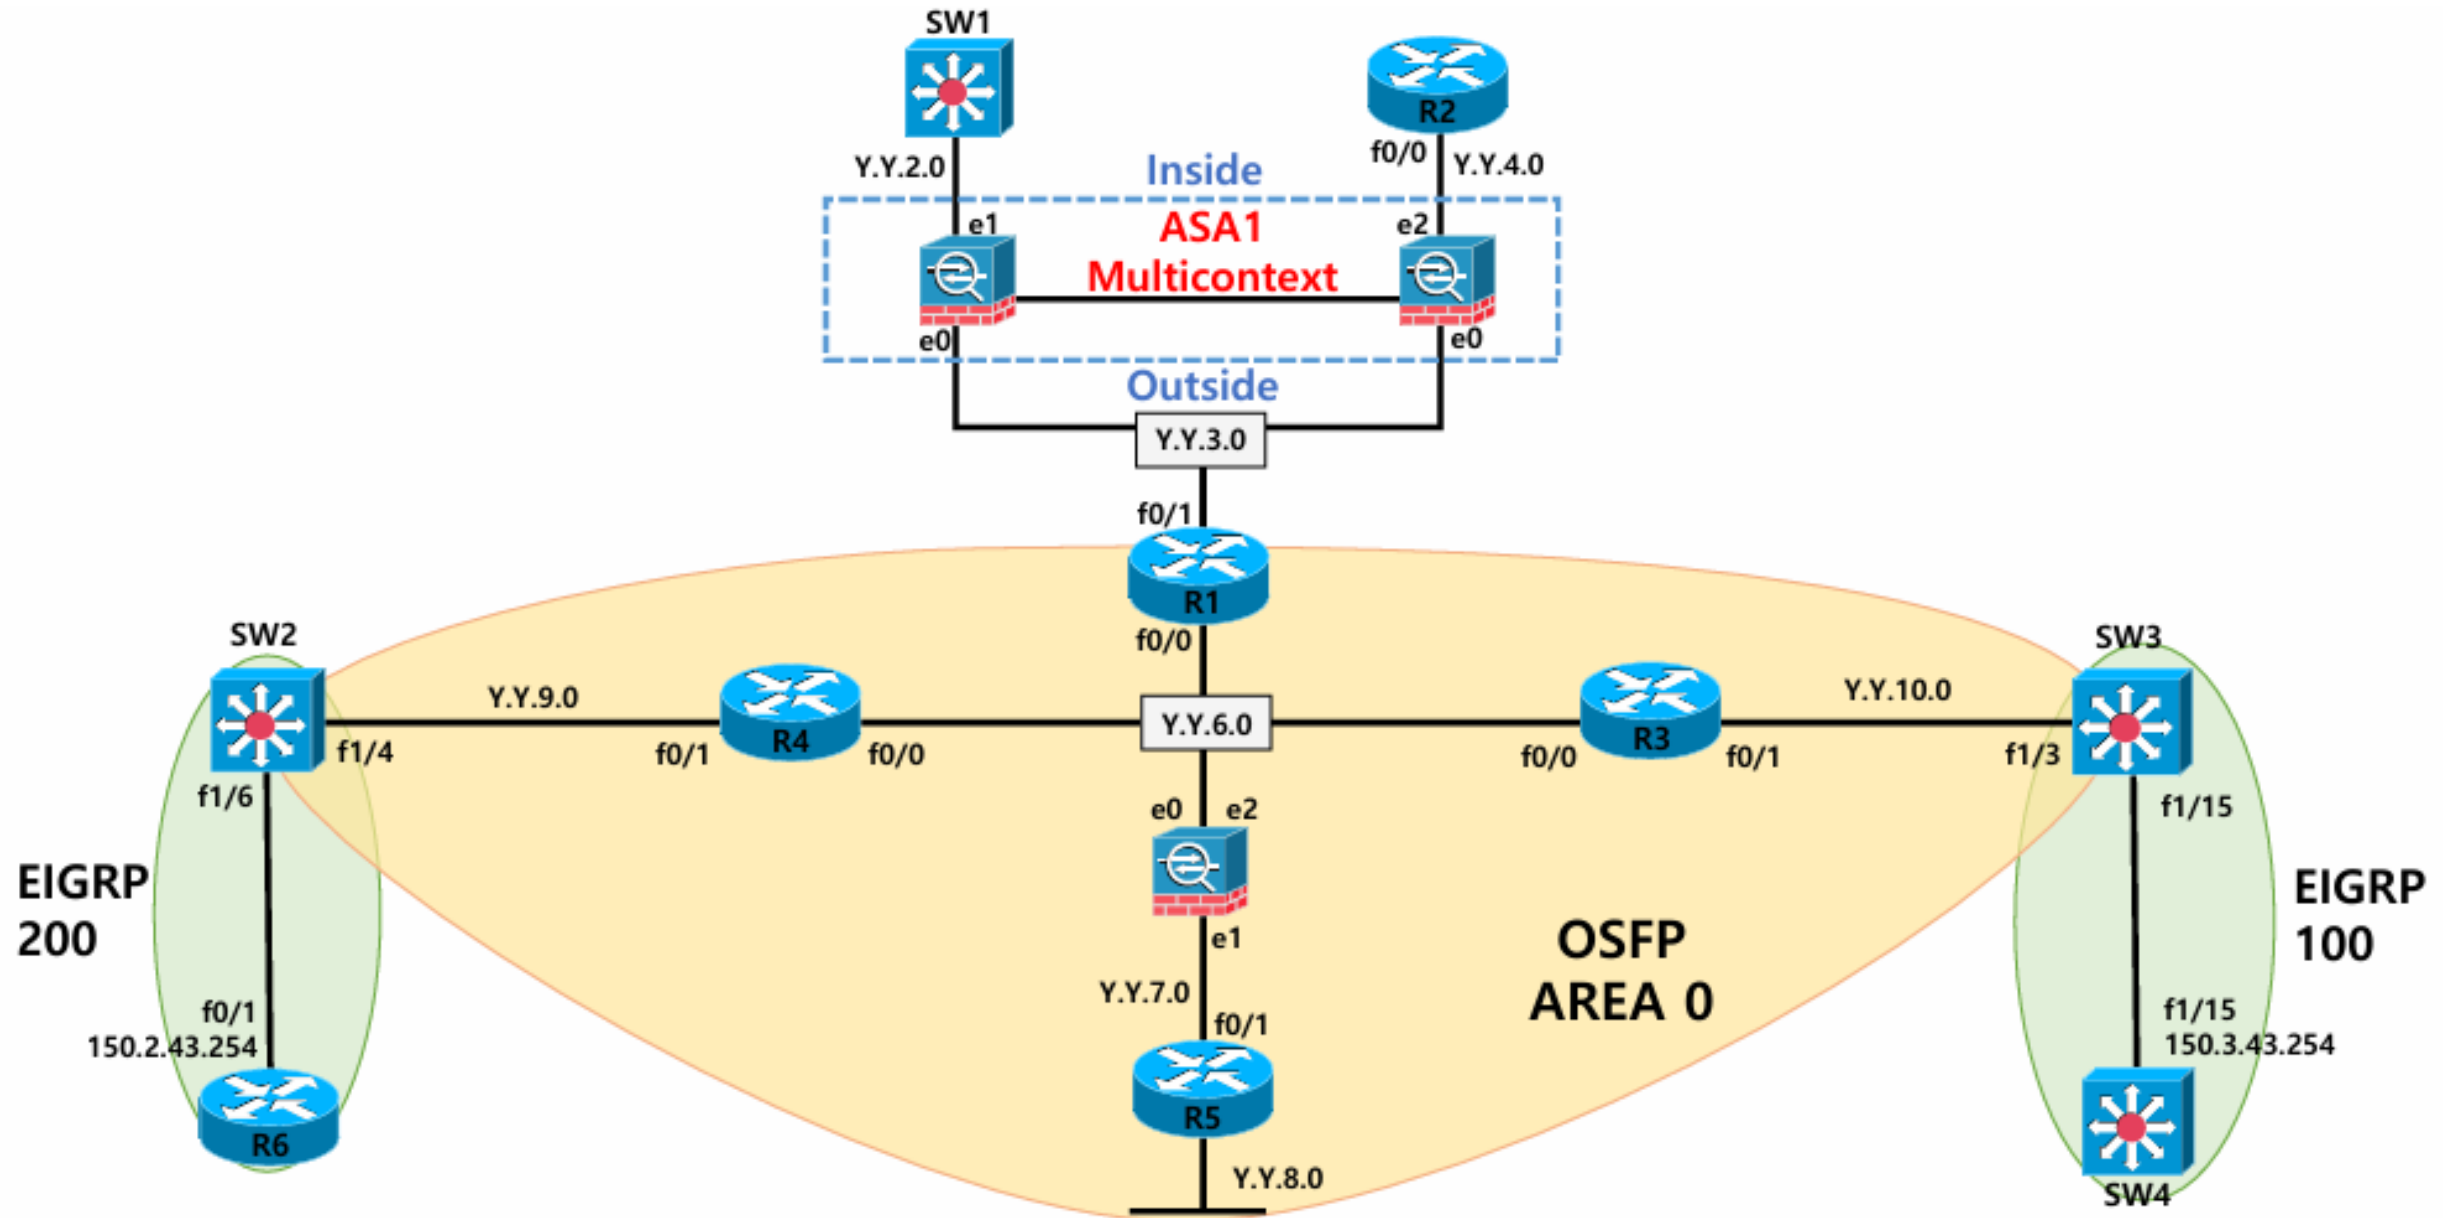 SW1
R2
Y.Y.2.0
f0/0
Y.Y.4.0
Inside
e1
ASA1
Multicontext
e2
e0
e0
Outside
Y.Y.3.0
f0/1
R1
f0/0
SW2
Y.Y.9.0
f1/4
f1/6
f0/1
R4
f0/0
Y.Y.6.0
R3
f0/0
f0/1
Y.Y.10.0
SW3
f1/3
f1/15
e0
e2
e1
EIGRP
200
OSFP
AREA 0
EIGRP
100
Y.Y.7.0
f0/1
f0/1
150.2.43.254
R6
R5
f1/15
150.3.43.254
SW4
Y.Y.8.0